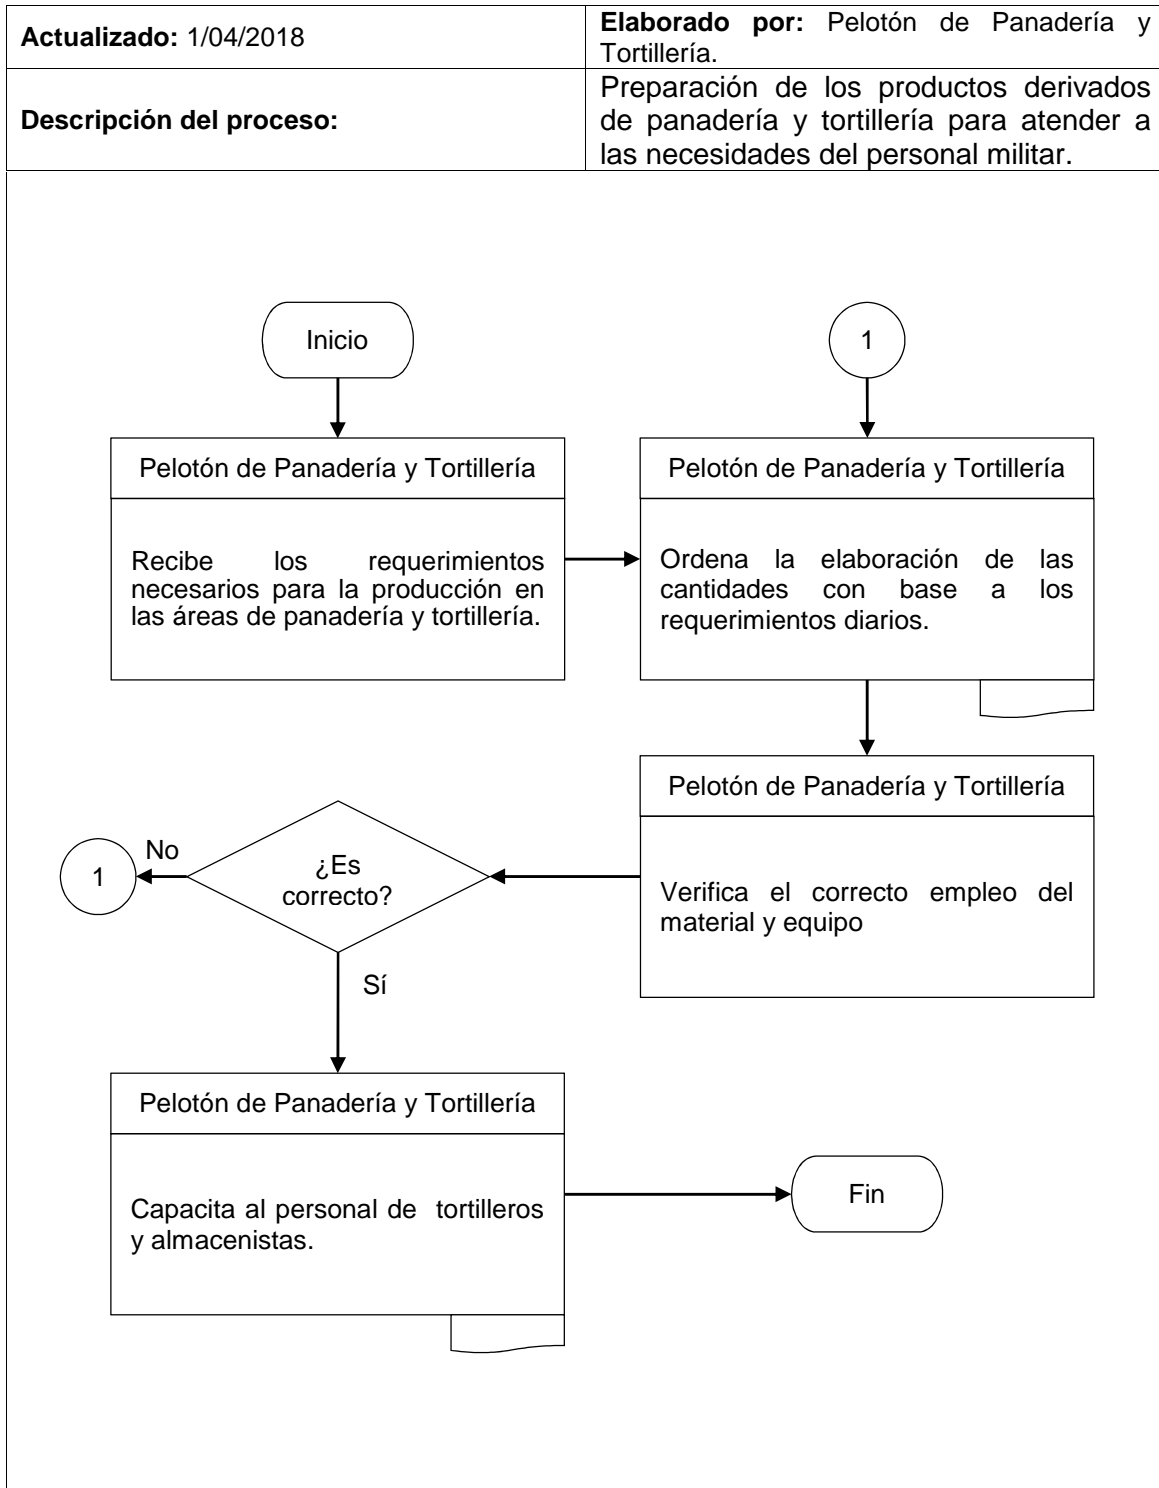 Actualizado: 1/04/2018
Elaborado por: Pelotón de Panadería y
Tortillería.
Descripción del proceso:
Preparación de los productos derivados
de panadería y tortillería para atender a
las necesidades del personal militar.
Inicio
1
Pelotón de Panadería y Tortillería
Recibe los requerimientos
necesarios para la producción en
las áreas de panadería y tortillería.
Pelotón de Panadería y Tortillería
Ordena la elaboración de las
cantidades con base a los
requerimientos diarios.
Pelotón de Panadería y Tortillería
Verifica el correcto empleo del
material y equipo
¿Es
correcto?
No
1
Sí
Pelotón de Panadería y Tortillería
Capacita al personal de tortilleros
y almacenistas.
Fin